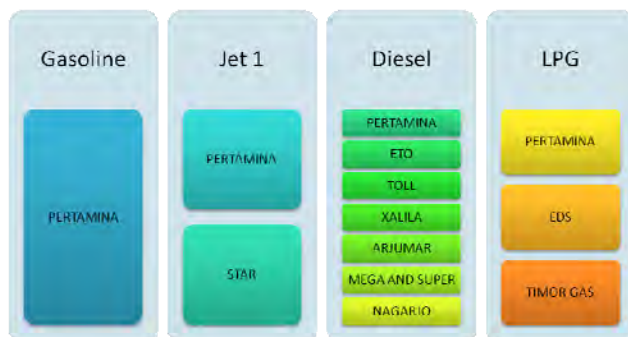 Gasoline
PERTAMINA
Jet 1
PERTAMINA
STAR
Diesel
PERTAMINA
ETO
TOLL
XALILA
ARJUMAR
MEGA AND SUPER
NAGARIO
LPG
PERTAMINA
EDS
TIMOR GAS